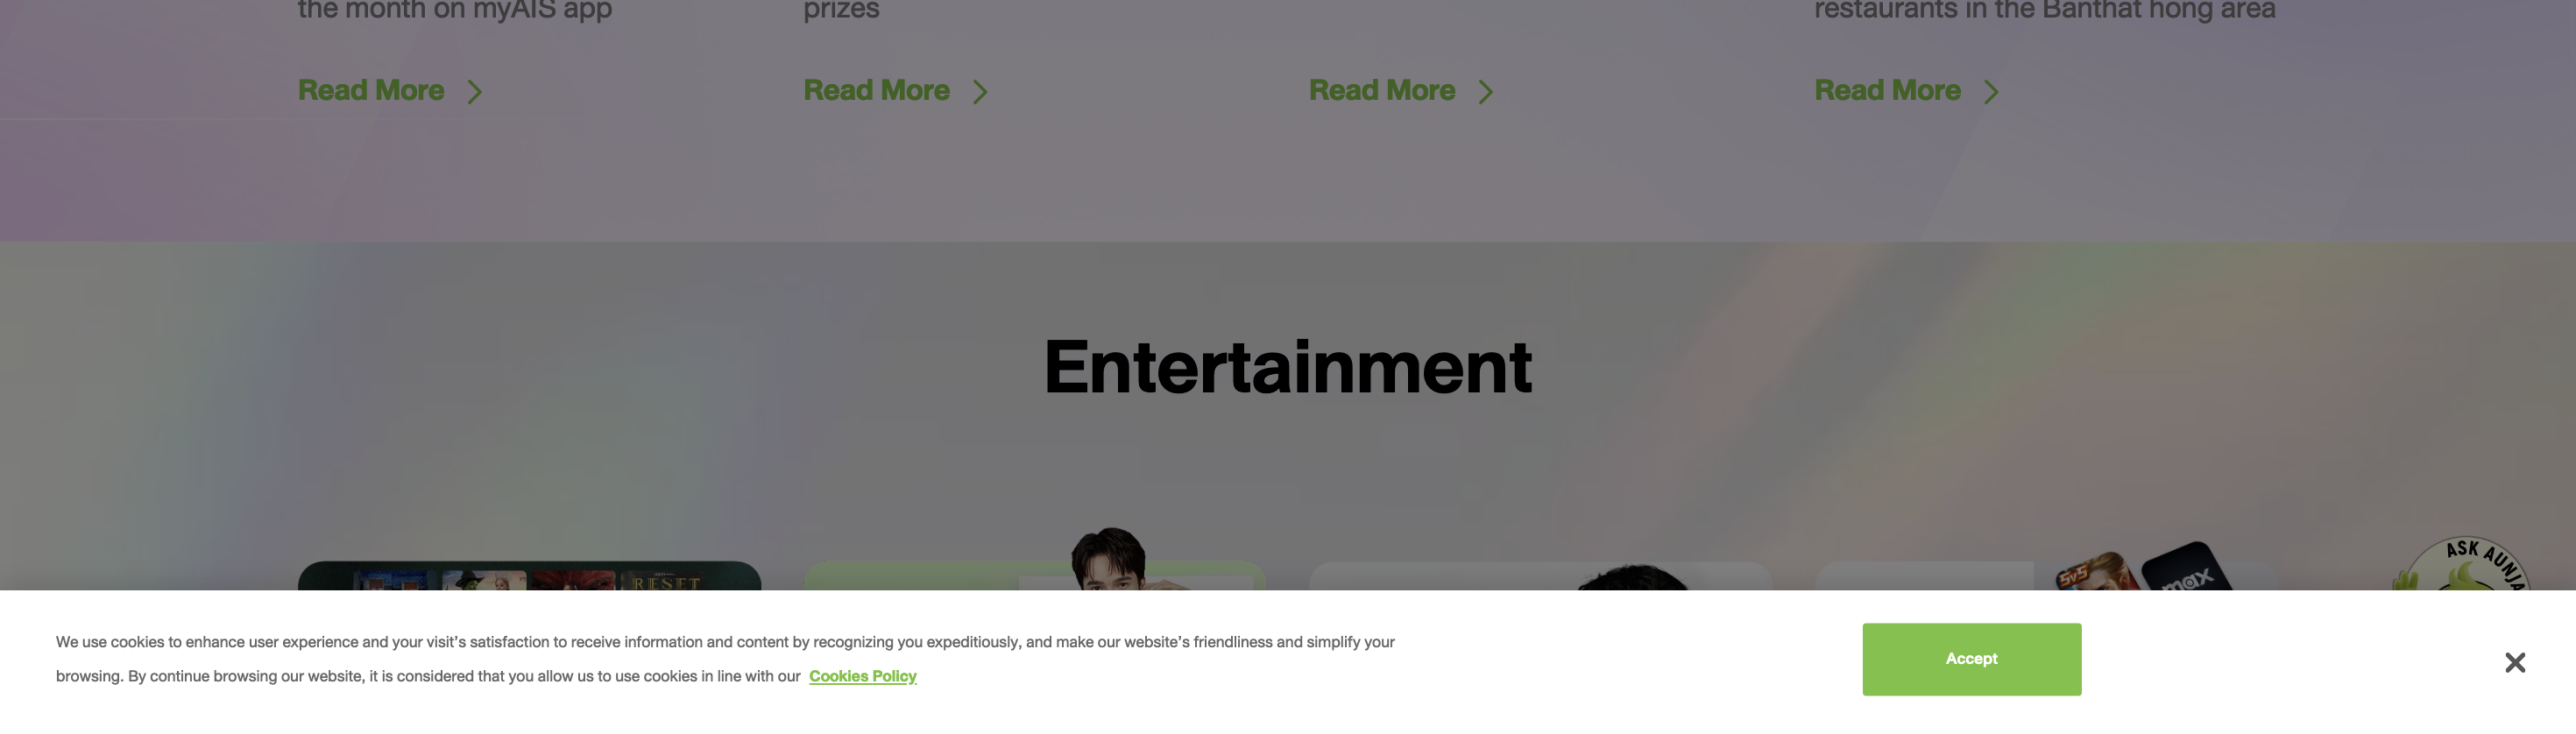 the month on myAIS app
prizes
restaurants in the Banthat hong area
Read More
Read More
Read More
Read More
Entertainment
RESET
5V5
max
ASK AUNJA
We use cookies to enhance user experience and your visit's satisfaction to receive information and content by recognizing you expeditiously, and make our website's friendliness and simplify your
browsing. By continue browsing our website, it is considered that you allow us to use cookies in line with our Cookies Policy
Accept